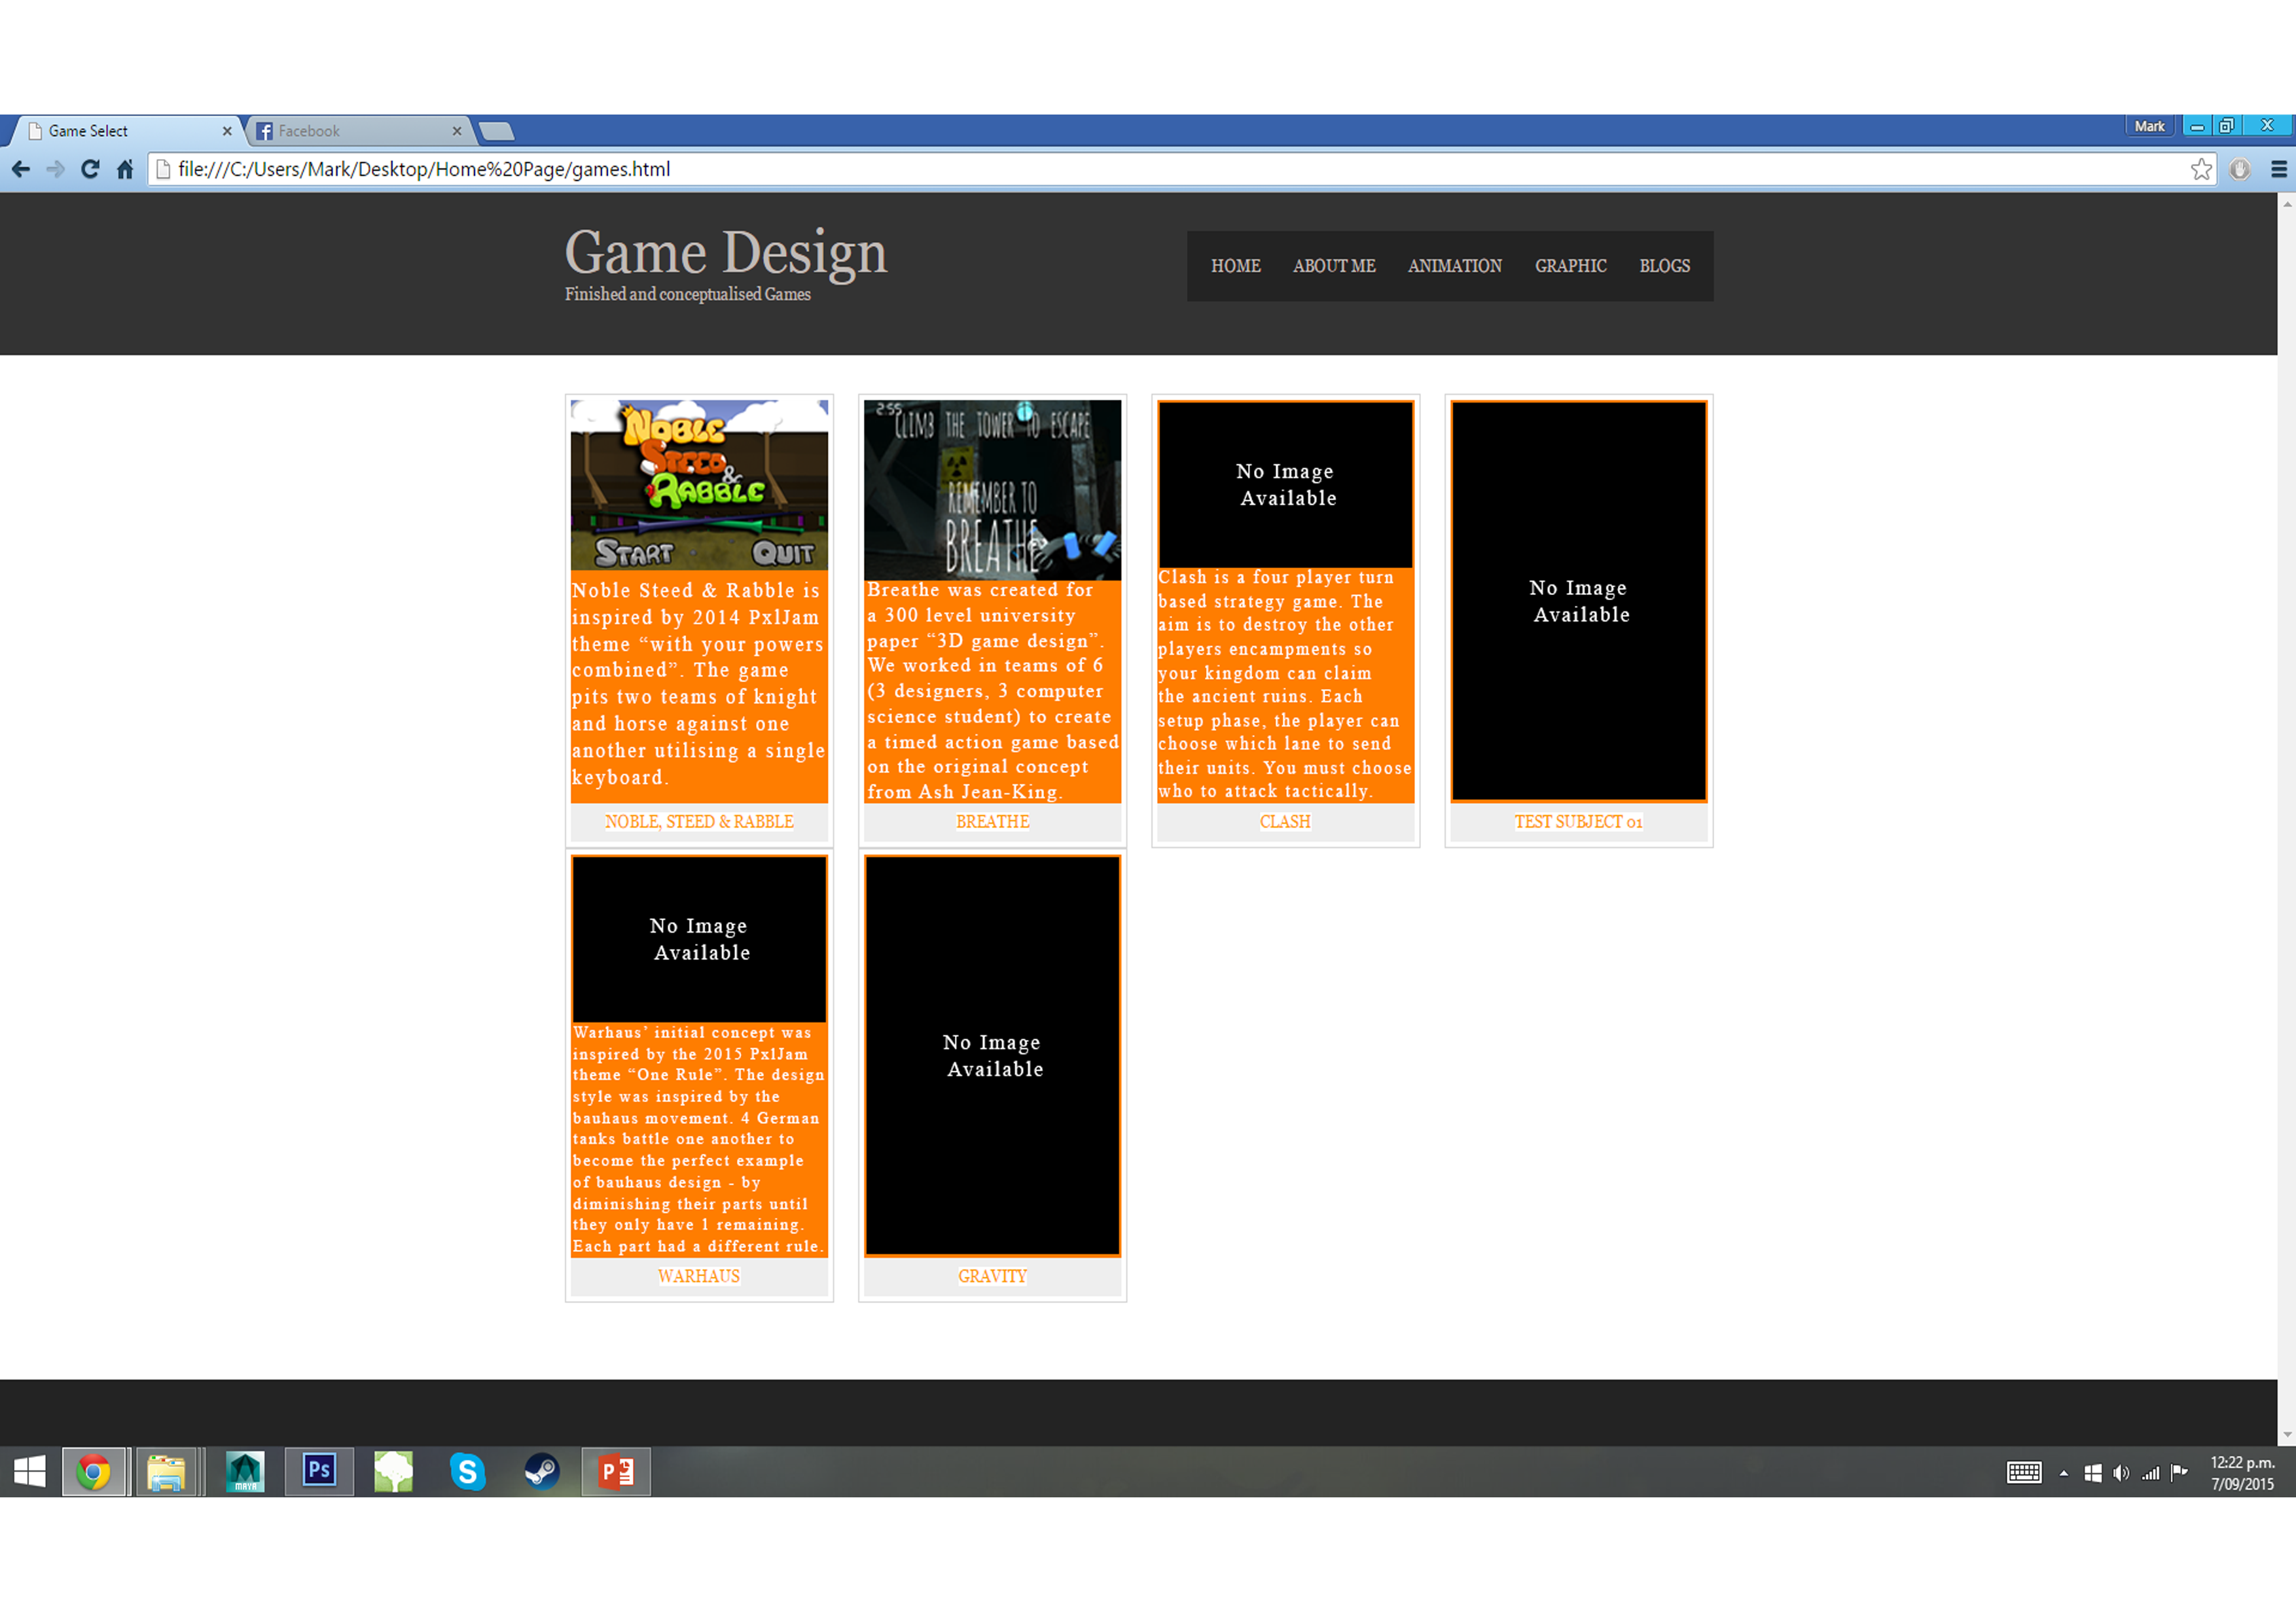 Game Select
Facebook
Mark
file:///C:/Users/Mark/Desktop/Home%20Page/games.html
Game Design
Finished and conceptualised Games
HOME ABOUT ME ANIMATION GRAPHIC BLOGS
NOBLE
STEED
&
RABBLE
START QUIT
Noble Steed & Rabble is
inspired by 2014 PxlJam
theme “with your powers
combined”. The game
pits two teams of knight
and horse against one
another utilising a single
keyboard.
NOBLE, STEED & RABBLE
2:55
CLIMB THE TOWER TO ESCAPE
REMEMBER TO
BREATHE
Breathe was created for
a 300 level university
paper “3D game design”.
We worked in teams of 6
(3 designers, 3 computer
science student) to create
a timed action game based
on the original concept
from Ash Jean-King.
BREATHE
No Image
Available
Clash is a four player turn
based strategy game. The
aim is to destroy the other
players encampments so
your kingdom can claim
the ancient ruins. Each
setup phase, the player can
choose which lane to send
their units. You must choose
who to attack tactically.
CLASH
No Image
Available
TEST SUBJECT 01
No Image
Available
Warhaus’ initial concept was
inspired by the 2015 PxlJam
theme “One Rule”. The design
style was inspired by the
bauhaus movement. 4 German
tanks battle one another to
become the perfect example
of bauhaus design - by
diminishing their parts until
they only have 1 remaining.
Each part had a different rule.
WARHAUS
No Image
Available
GRAVITY
MAYA
Ps
S
P
12:22 p.m.
7/09/2015